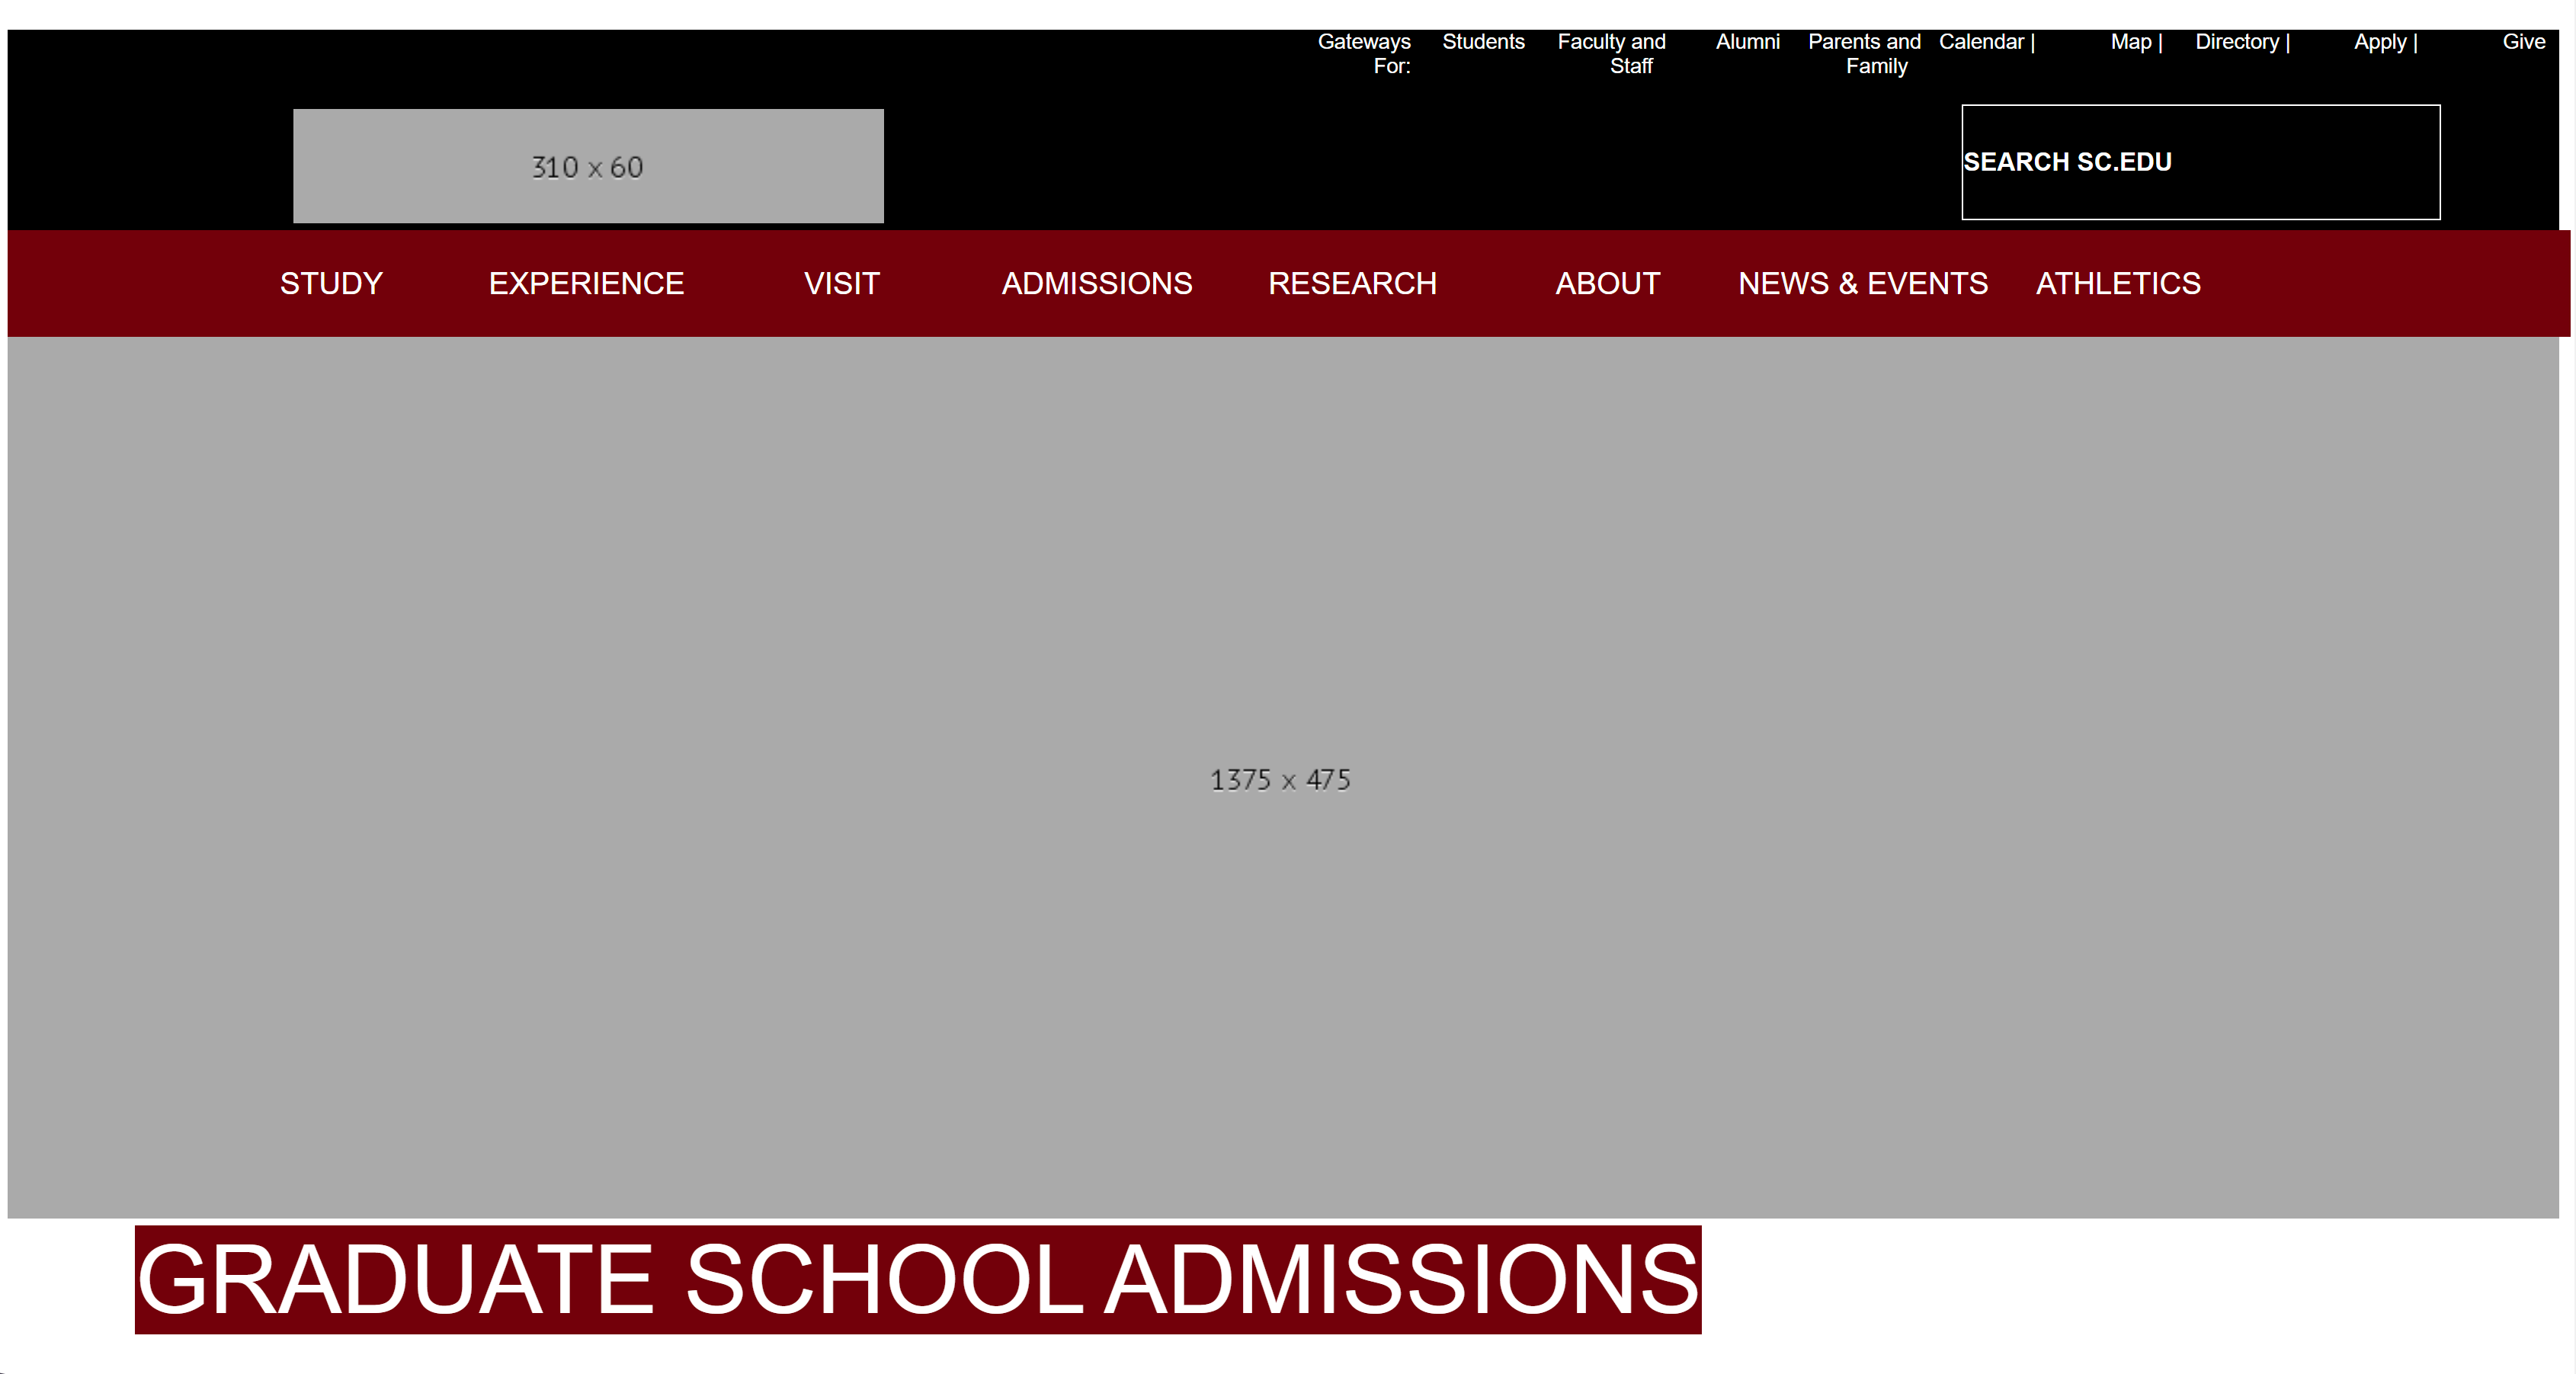 Gateways For:
Students
Faculty and Staff
Alumni
Parents and Family
Calendar |
Map |
Directory |
Apply |
Give
310 x 60
SEARCH SC.EDU
STUDY
EXPERIENCE
VISIT
ADMISSIONS
RESEARCH
ABOUT
NEWS & EVENTS
ATHLETICS
1375 x 475
GRADUATE SCHOOL ADMISSIONS